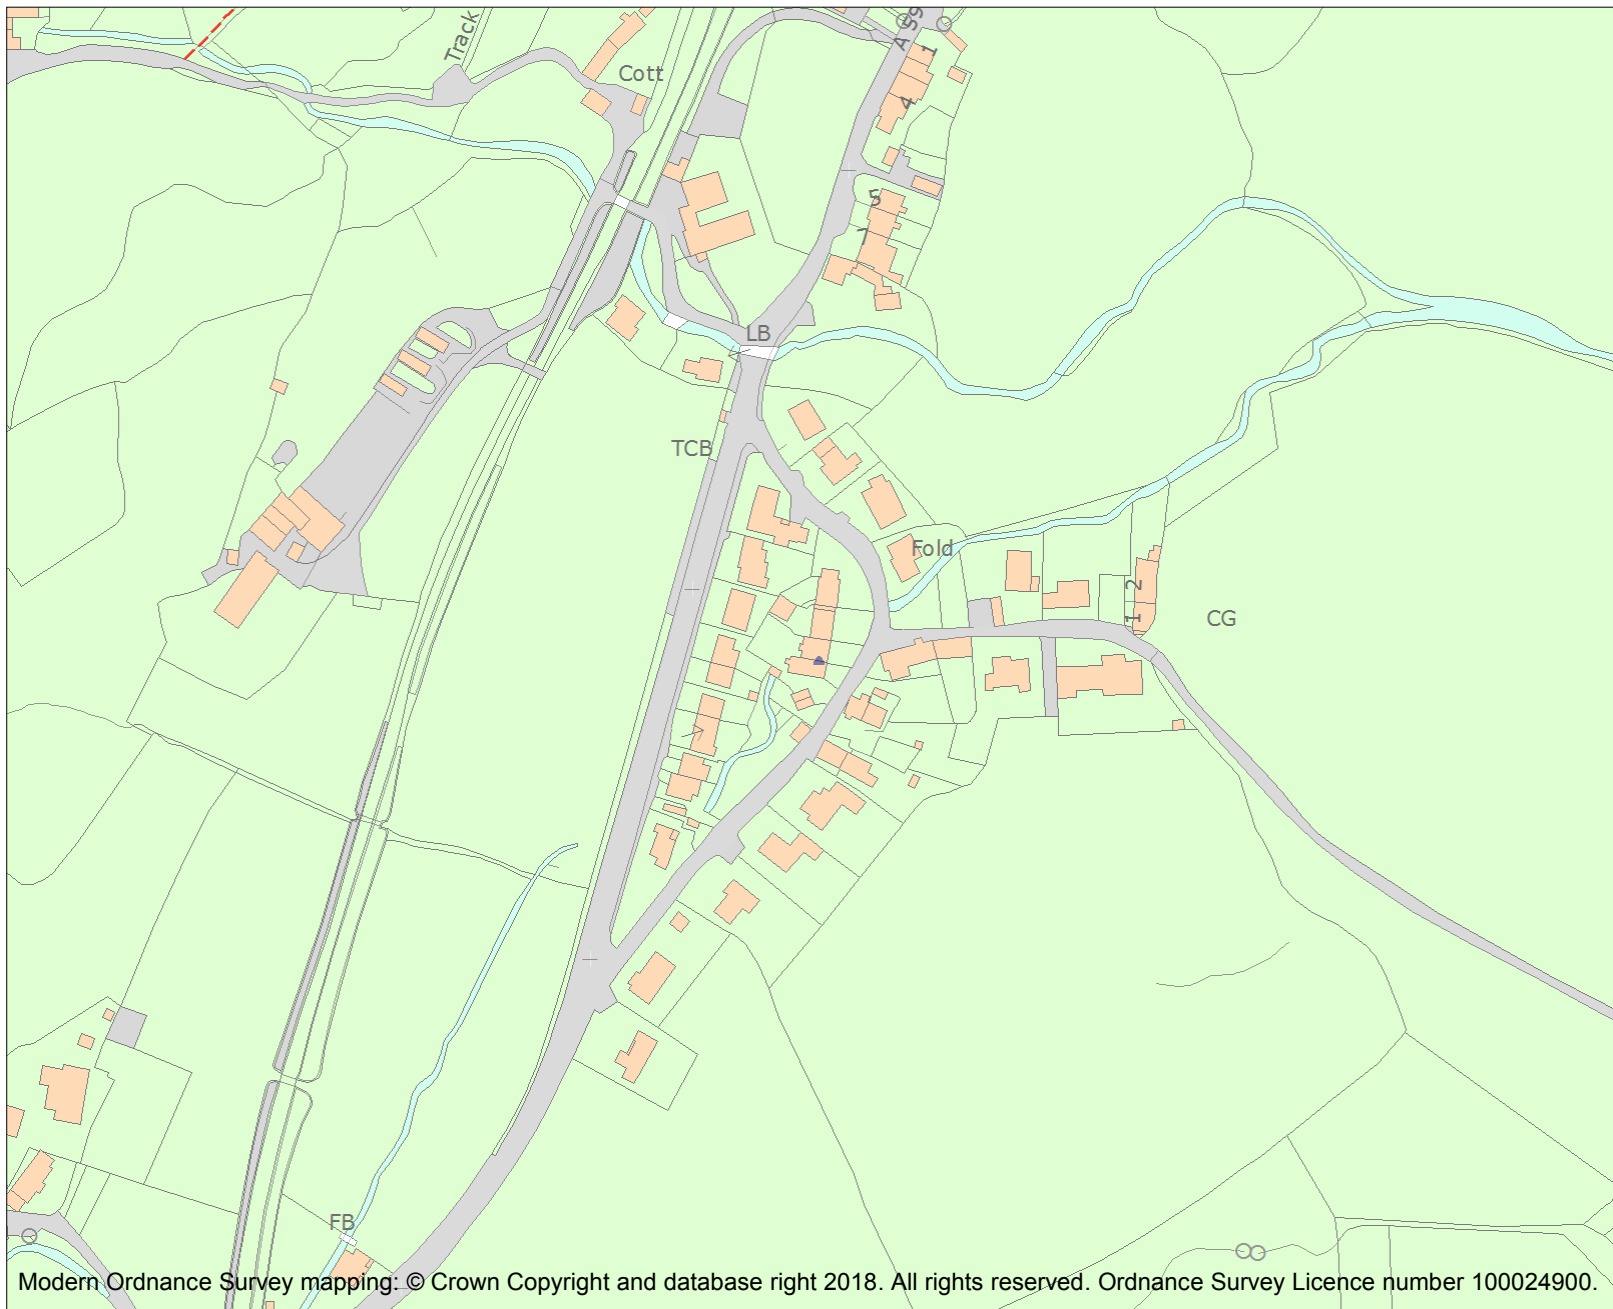 Track
A 59
1
Cott
4
5
7
LB
TCB
Fold
2
1
CG
FB
Modern Ordnance Survey mapping: © Crown Copyright and database right 2018. All rights reserved. Ordnance Survey Licence number 100024900.